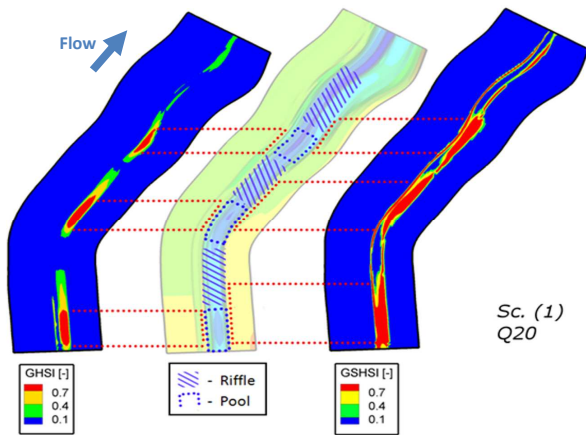 Flow
Sc. (1)
Q20
GHSI [-]
0.7
0.4
0.1
- Riffle
- Pool
GSHSI [-]
0.7
0.4
0.1